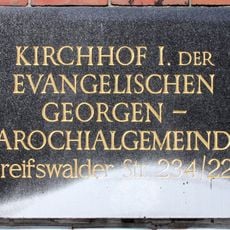 KIRCHHOF I. DER
EVANGELISCHEN
GEORGEN –
AROCHIALGEMEIND
reifswalder Str. 234/22